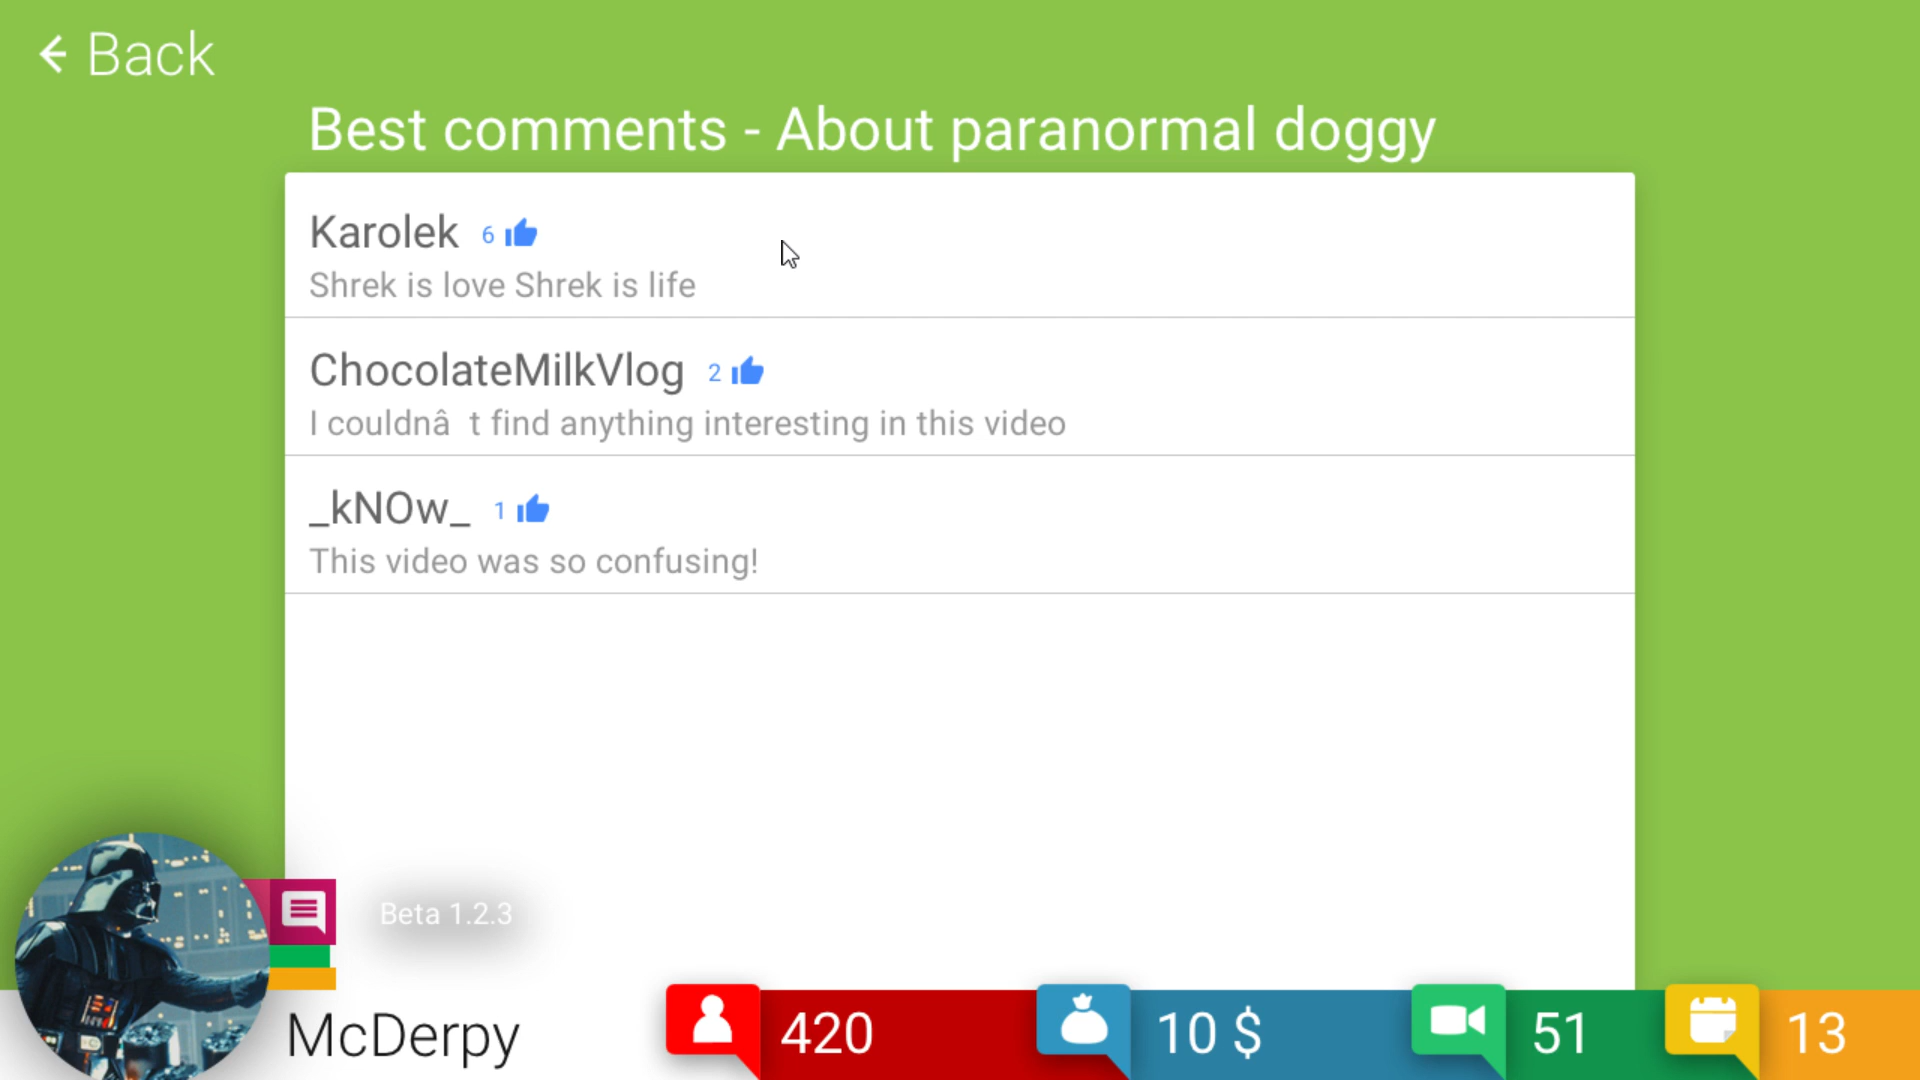 Back
Best comments - About paranormal doggy
Karolek 6
Shrek is love Shrek is life
ChocolateMilkVlog 2
I couldnâ  t find anything interesting in this video
_kNOw_ 1
This video was so confusing!
Beta 1.2.3
McDerpy 420 10 $ 51 13